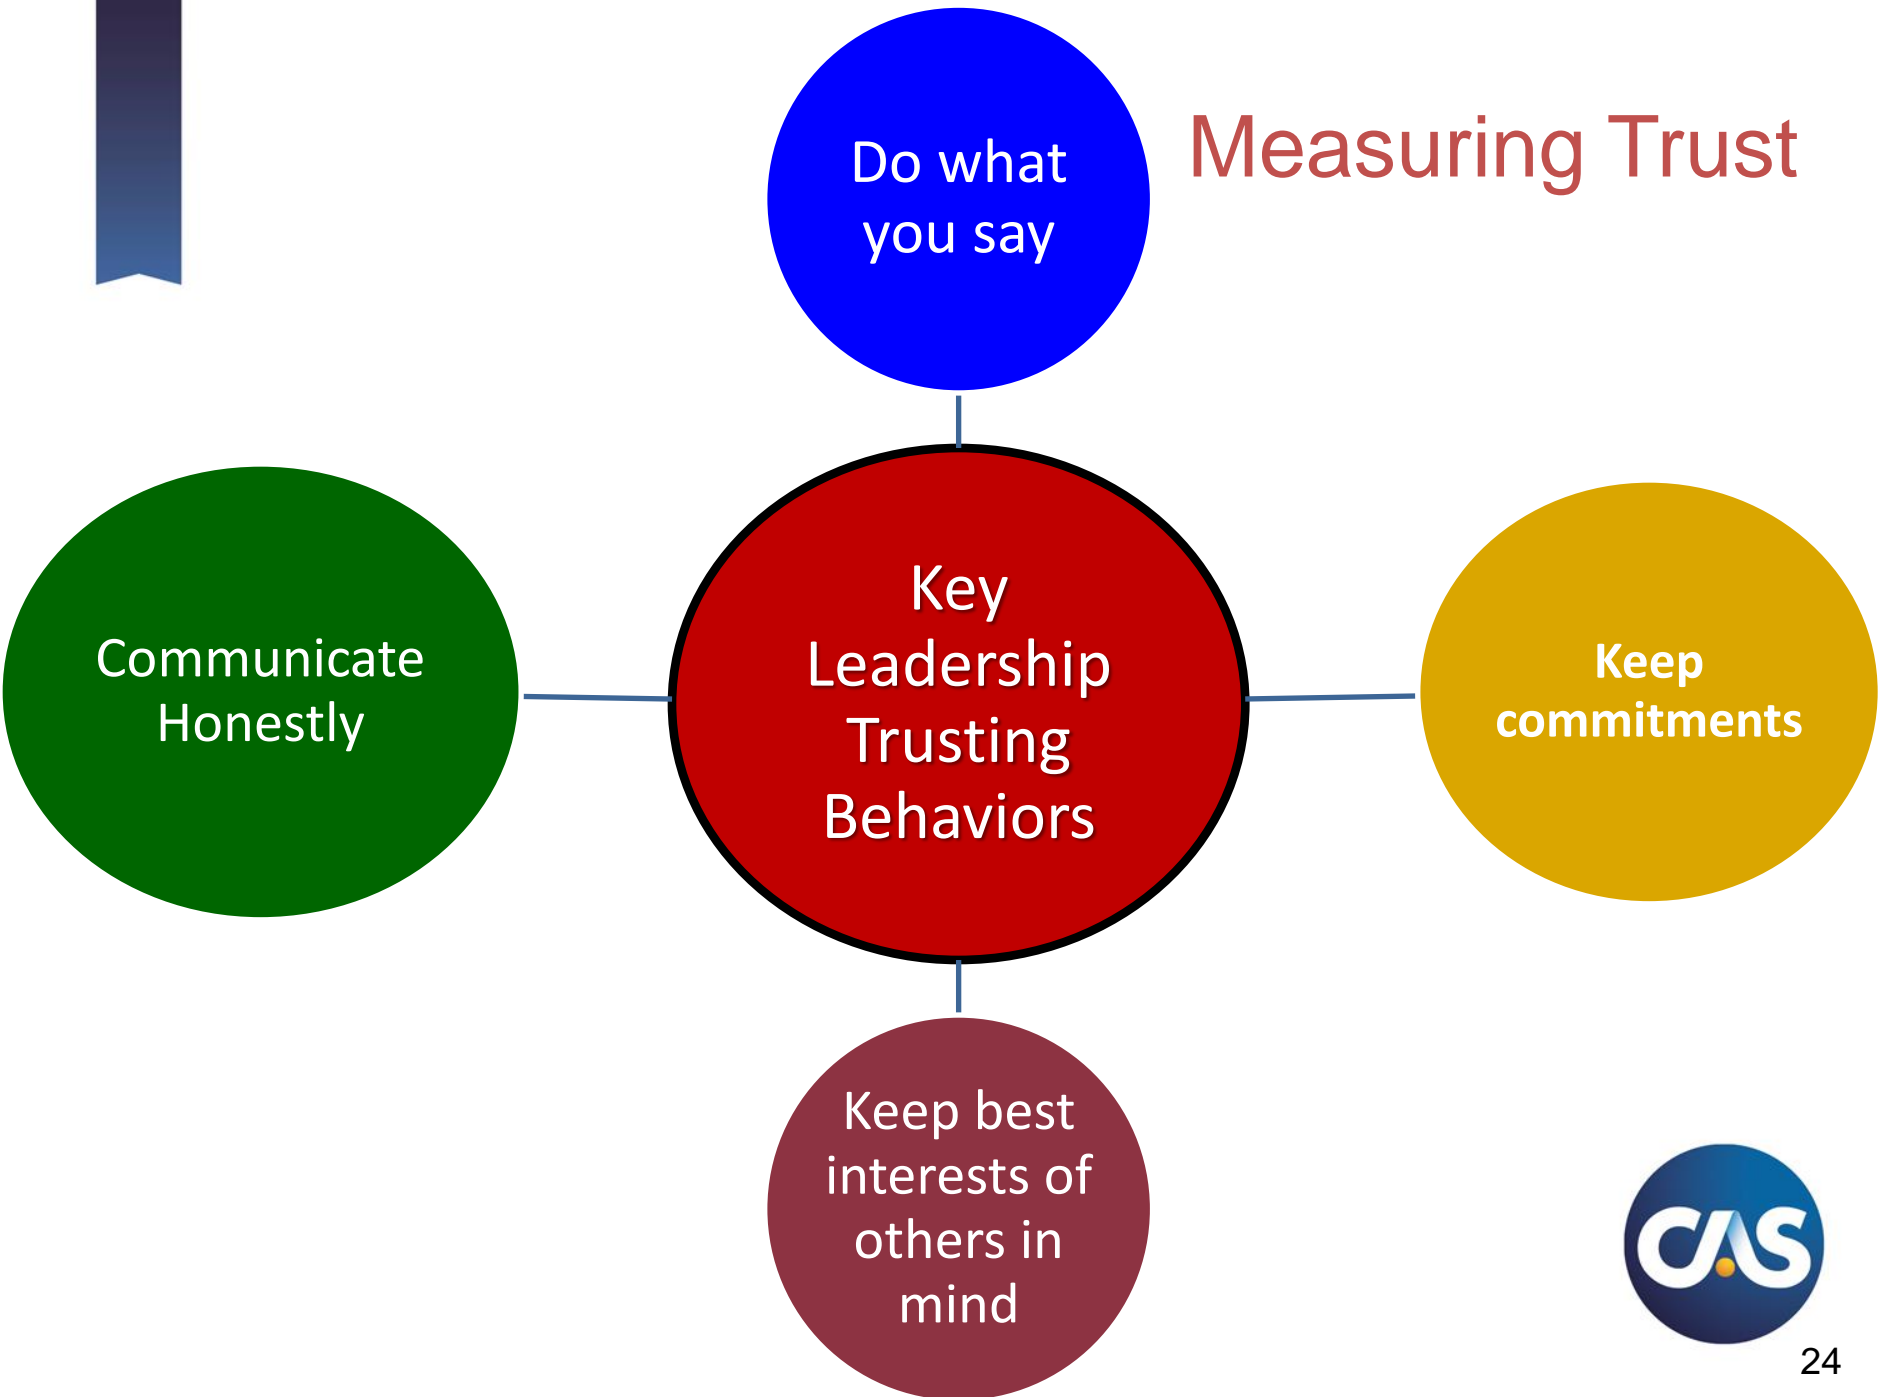 Measuring Trust
Do what
you say
Communicate
Honestly
Key
Leadership
Trusting
Behaviors
Keep
commitments
Keep best
interests of
others in
mind
CAS
24